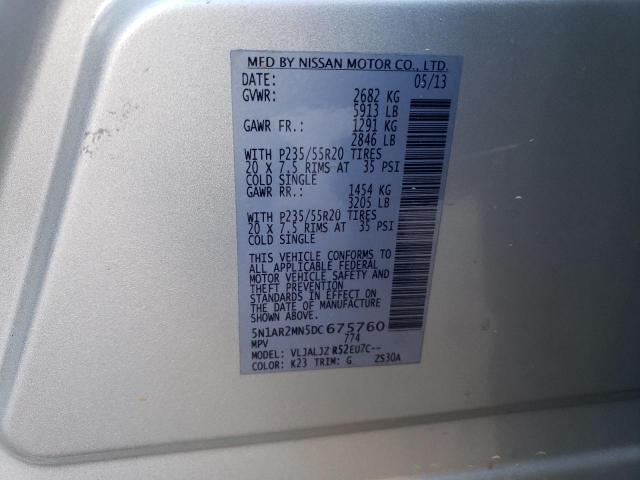 MFD BY NISSAN MOTOR CO., LTD.
DATE: 05/13
GVWR: 2682 KG
5913 LB
GAWR FR.: 1291 KG
2846 LB
WITH P235/55R20 TIRES
20 X 7.5 RIMS AT 35 PSI
COLD SINGLE
GAWR RR.: 1454 KG
3205 LB
WITH P235/55R20 TIRES
20 X 7.5 RIMS AT 35 PSI
COLD SINGLE
THIS VEHICLE CONFORMS TO
ALL APPLICABLE FEDERAL
MOTOR VEHICLE SAFETY AND
THEFT PREVENTION
STANDARDS IN EFFECT ON
THE DATE OF MANUFACTURE
SHOWN ABOVE.
5N1AR2MN5DC675760
MPV 774
MODEL: VLJALJZ R52EU7C--
COLOR: K23 TRIM: G ZS30A